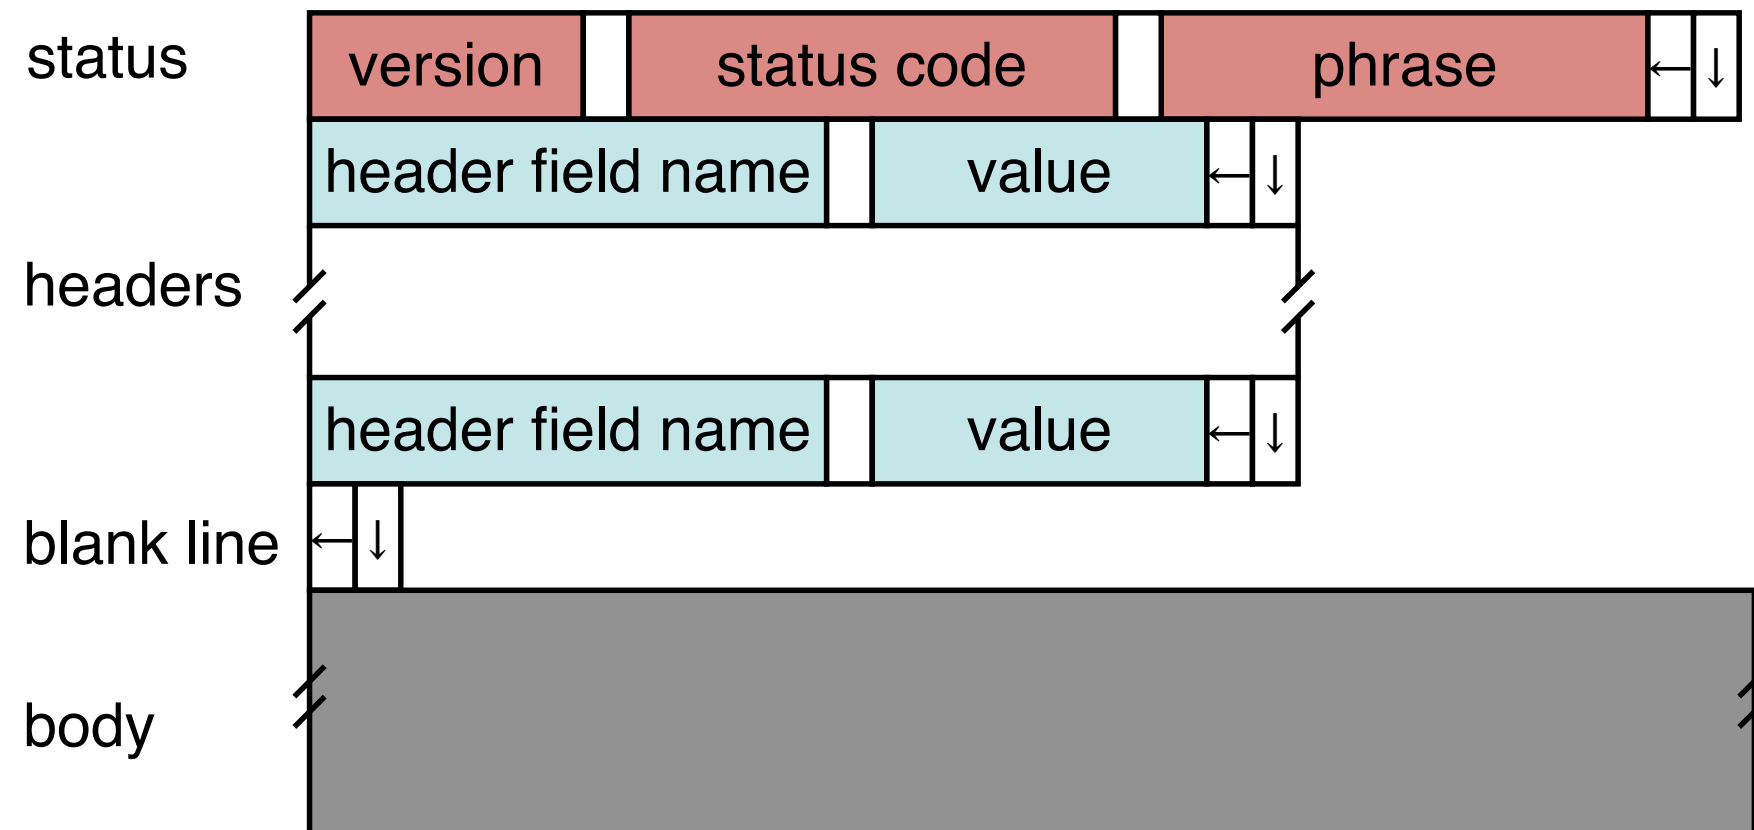 status version status code phrase ← ↓
header field name value ← ↓
headers
header field name value ← ↓
blank line ← ↓
body